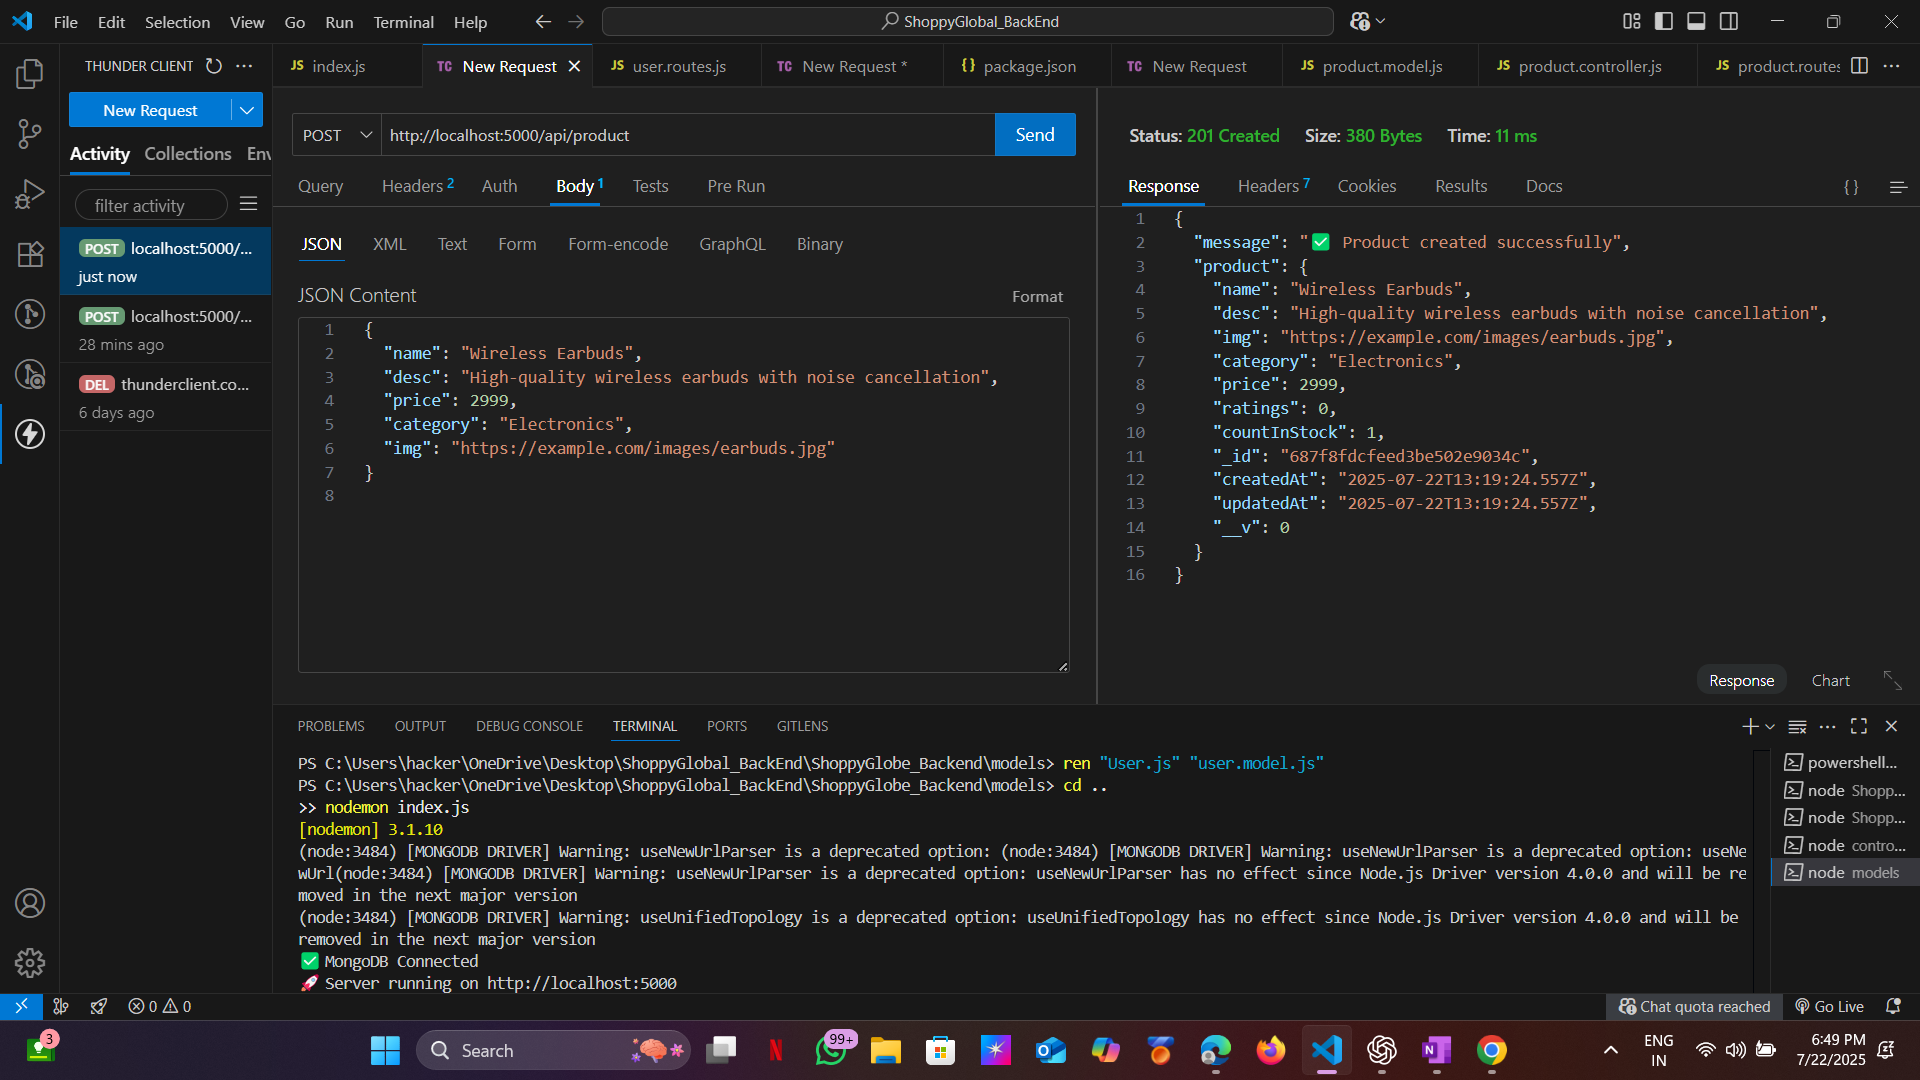 File Edit Selection View Go Run Terminal Help
ShoppyGlobal_BackEnd
THUNDER CLIENT
New Request
Activity Collections Env
filter activity
POST localhost:5000/...
just now
POST localhost:5000/...
28 mins ago
DEL thunderclient.co...
6 days ago
JS index.js
TC New Request
JS user.routes.js
TC New Request *
{} package.json
TC New Request
JS product.model.js
JS product.controller.js
JS product.routes
POST http://localhost:5000/api/product Send
Query Headers 2 Auth Body 1 Tests Pre Run
JSON XML Text Form Form-encode GraphQL Binary
JSON Content Format
1 {
2 "name": "Wireless Earbuds",
3 "desc": "High-quality wireless earbuds with noise cancellation",
4 "price": 2999,
5 "category": "Electronics",
6 "img": "https://example.com/images/earbuds.jpg"
7 }
8
Status: 201 Created Size: 380 Bytes Time: 11 ms
Response Headers 7 Cookies Results Docs {}
1 {
2 "message": "✅ Product created successfully",
3 "product": {
4 "name": "Wireless Earbuds",
5 "desc": "High-quality wireless earbuds with noise cancellation",
6 "img": "https://example.com/images/earbuds.jpg",
7 "category": "Electronics",
8 "price": 2999,
9 "ratings": 0,
10 "countInStock": 1,
11 "_id": "687f8fdcfeed3be502e9034c",
12 "createdAt": "2025-07-22T13:19:24.557Z",
13 "updatedAt": "2025-07-22T13:19:24.557Z",
14 "__v": 0
15 }
16 }
Response Chart
PROBLEMS OUTPUT DEBUG CONSOLE TERMINAL PORTS GITLENS
PS C:\Users\hacker\OneDrive\Desktop\ShoppyGlobal_BackEnd\ShoppyGlobe_Backend\models> ren "User.js" "user.model.js"
PS C:\Users\hacker\OneDrive\Desktop\ShoppyGlobal_BackEnd\ShoppyGlobe_Backend\models> cd ..
>> nodemon index.js
[nodemon] 3.1.10
(node:3484) [MONGODB DRIVER] Warning: useNewUrlParser is a deprecated option: (node:3484) [MONGODB DRIVER] Warning: useNewUrlParser is a deprecated option: useNe
wUrl(node:3484) [MONGODB DRIVER] Warning: useNewUrlParser is a deprecated option: useNewUrlParser has no effect since Node.js Driver version 4.0.0 and will be re
moved in the next major version
(node:3484) [MONGODB DRIVER] Warning: useUnifiedTopology is a deprecated option: useUnifiedTopology has no effect since Node.js Driver version 4.0.0 and will be
removed in the next major version
✅ MongoDB Connected
🚀 Server running on http://localhost:5000
powershell...
node Shopp...
node Shopp...
node contro...
node models
0 0
Chat quota reached Go Live
3
Search
99+
ENG
IN
6:49 PM
7/22/2025